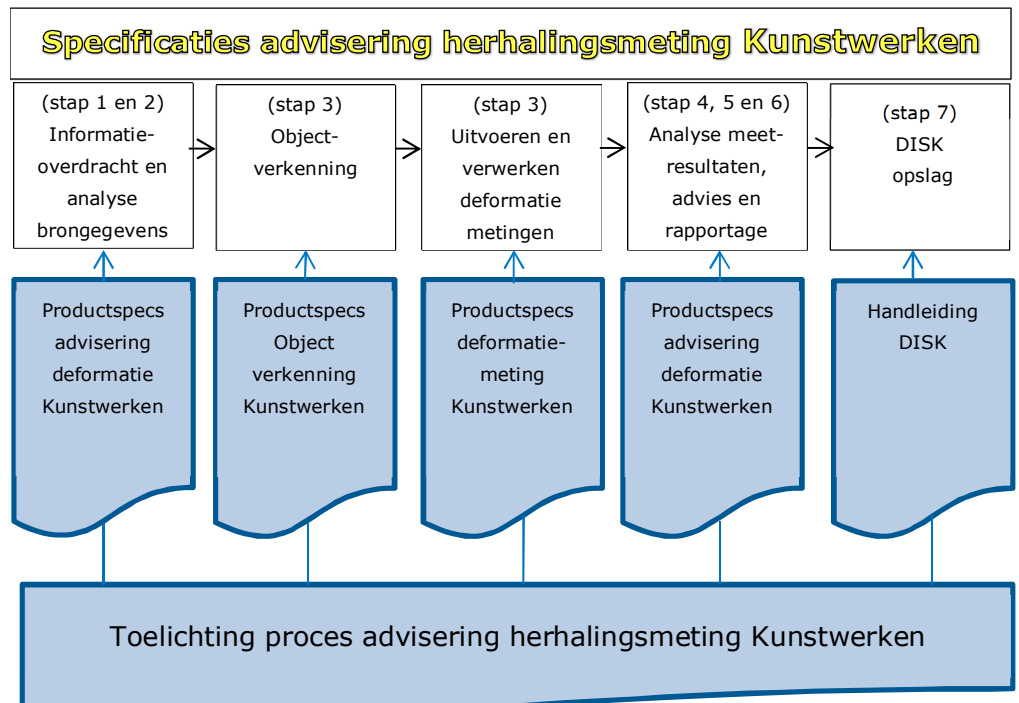 Specificaties advisering herhalingsmeting Kunstwerken
(stap 1 en 2)
Informatie-
overdracht en
analyse
brongegevens
(stap 3)
Object-
verkenning
(stap 3)
Uitvoeren en
verwerken
deformatie
metingen
(stap 4, 5 en 6)
Analyse meet-
resultaten,
advies en
rapportage
(stap 7)
DISK
opslag
Productspecs
advisering
deformatie
Kunstwerken
Productspecs
Object
verkenning
Kunstwerken
Productspecs
deformatie-
meting
Kunstwerken
Productspecs
advisering
deformatie
Kunstwerken
Handleiding
DISK
Toelichting proces advisering herhalingsmeting Kunstwerken